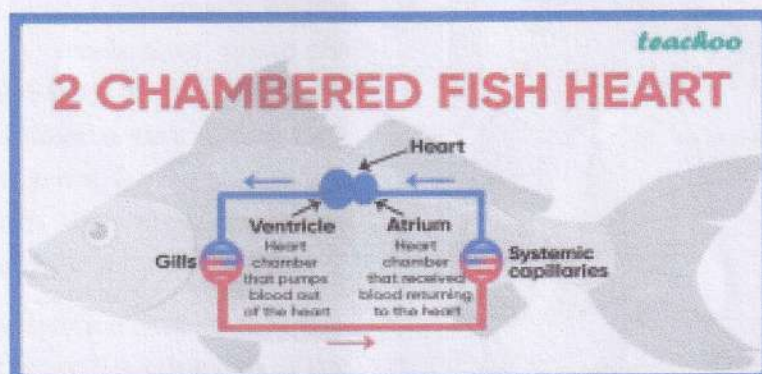 teachoo
2 CHAMBERED FISH HEART
Heart
Ventricle
Heart
chamber
that pumps
blood out
of the heart
Atrium
Heart
chamber
that received
blood returning
to the heart
Gills
Systemic
capillaries